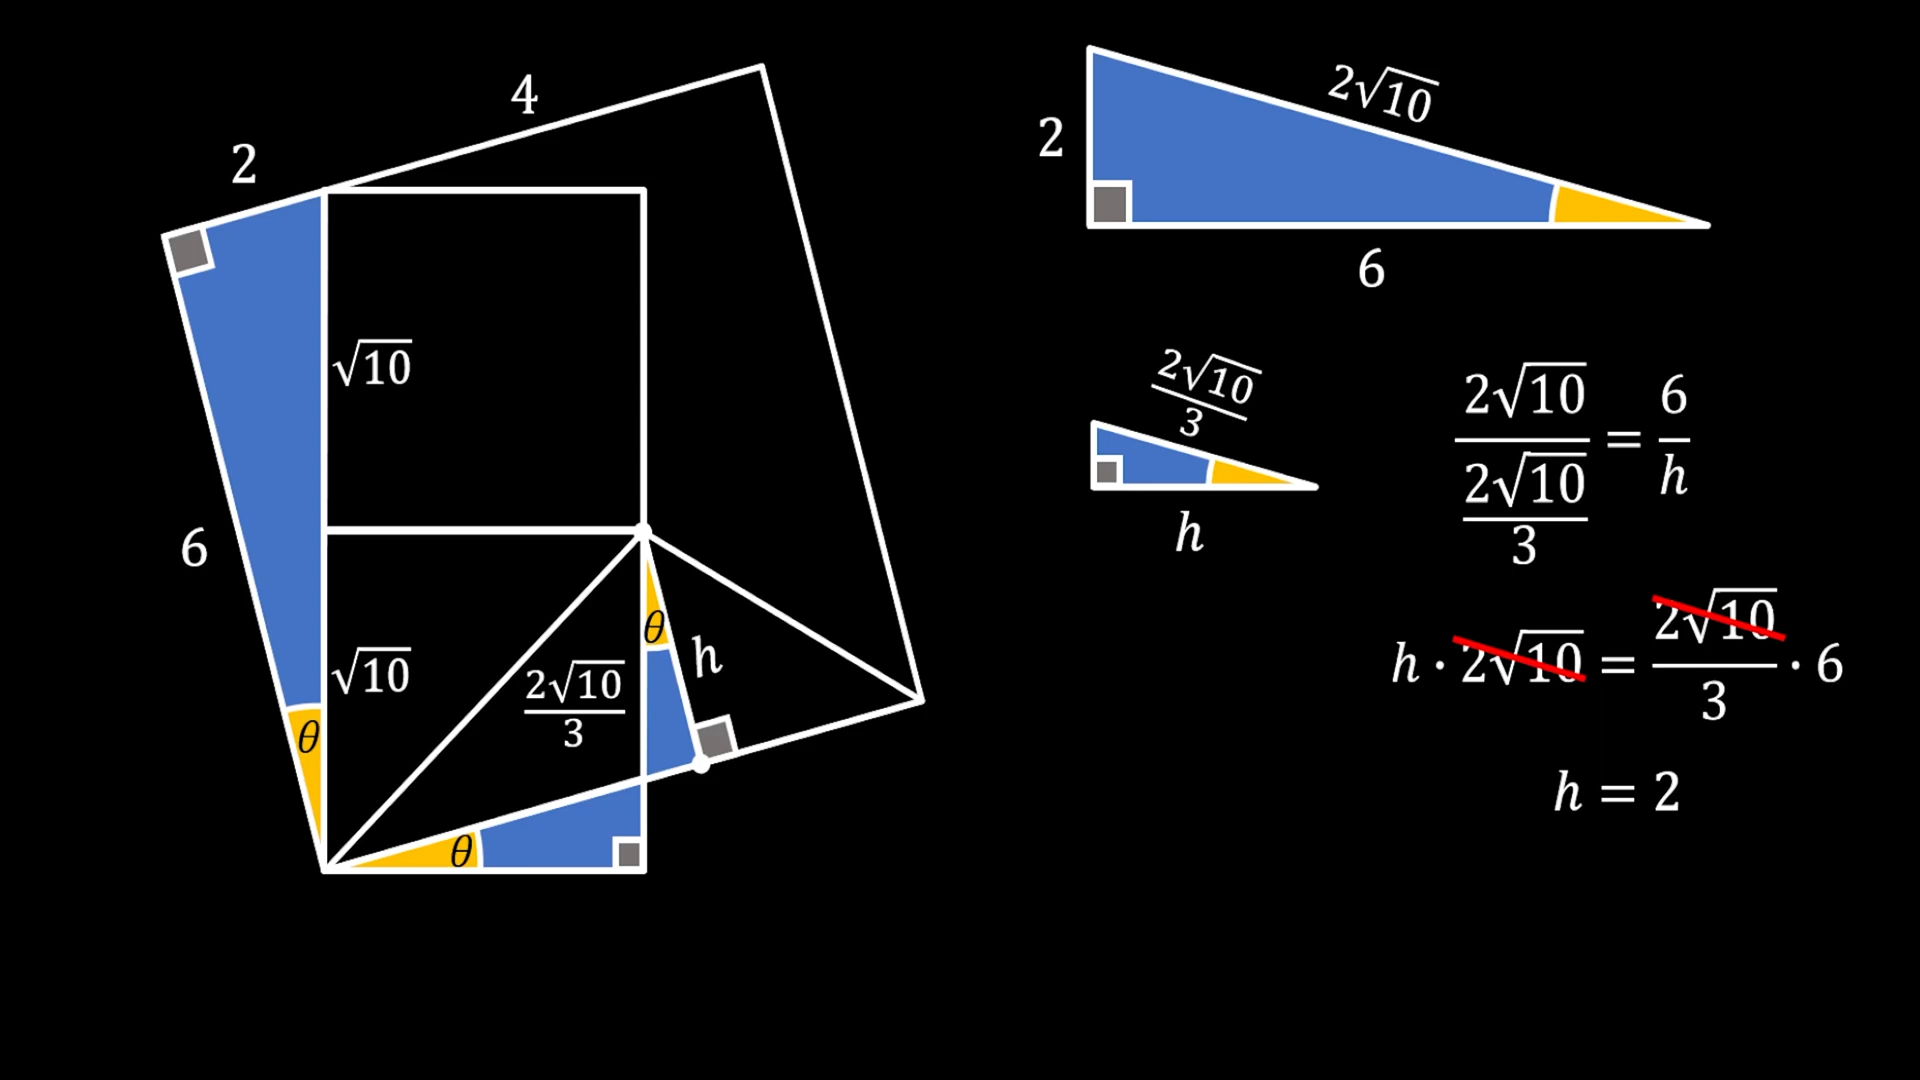 4
2
√10
6
√10
θ
2√10/3
θ
h
θ
2√10
2
6
2√10/3
h
2√10/(2√10/3) = 6/h
h · 2√10 = 2√10/3 · 6
h = 2